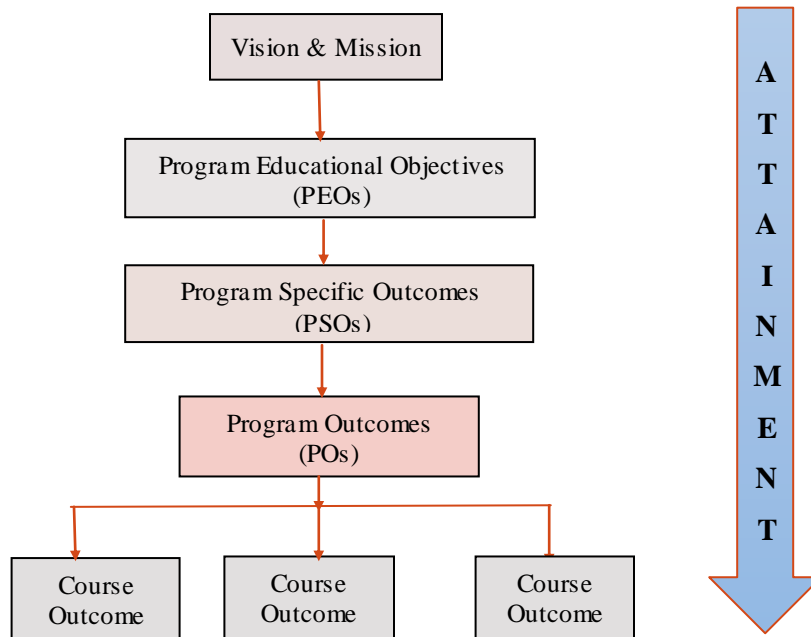 Vision & Mission
Program Educational Objectives
(PEOs)
Program Specific Outcomes
(PSOs)
Program Outcomes
(POs)
Course
Outcome
Course
Outcome
Course
Outcome
A
T
T
A
I
N
M
E
N
T